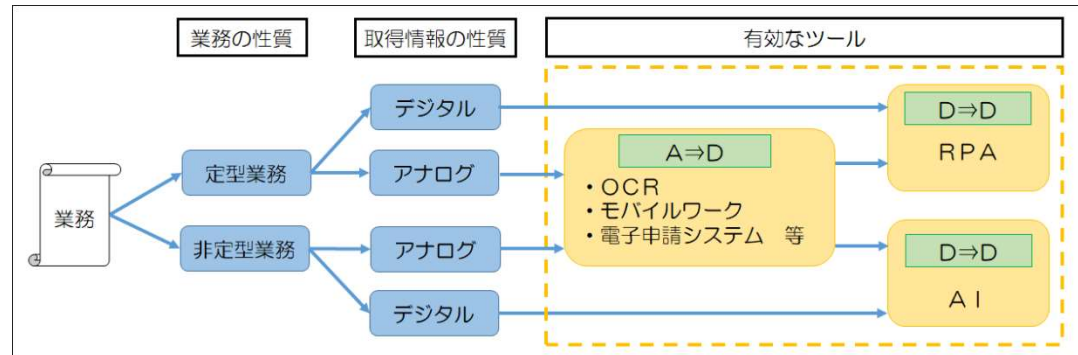 業務の性質
取得情報の性質
有効なツール
業務
定型業務
非定型業務
デジタル
アナログ
アナログ
デジタル
A⇒D
・OCR
・モバイルワーク
・電子申請システム 等
D⇒D
RPA
D⇒D
AI